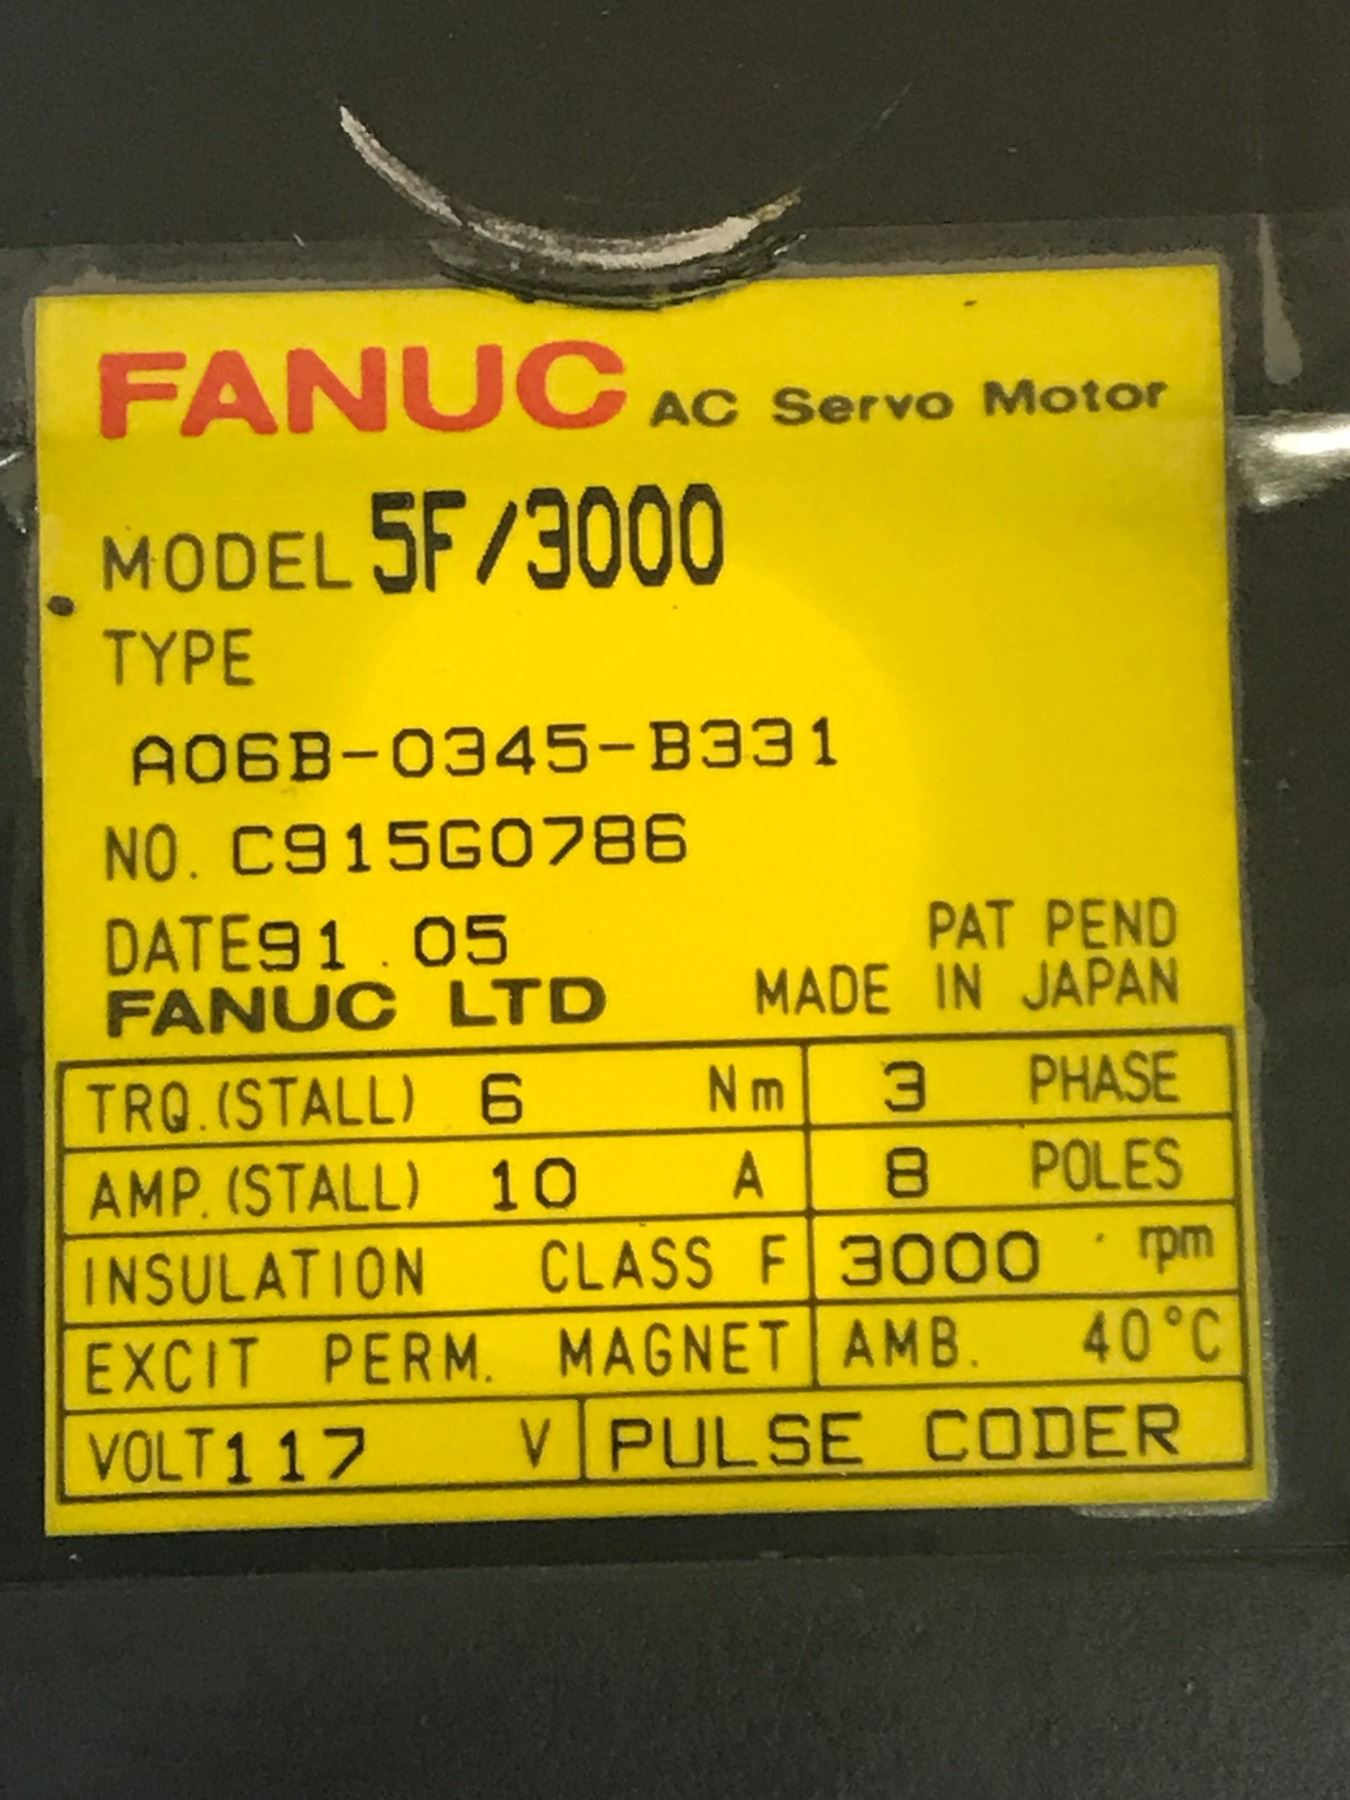 FANUC AC Servo Motor
MODEL 5F/3000
TYPE
A06B-0345-B331
NO. C915G0786
DATE 91.05
PAT PEND
FANUC LTD
MADE IN JAPAN
TRQ.(STALL) 6 Nm 3 PHASE
AMP.(STALL) 10 A 8 POLES
INSULATION CLASS F 3000 rpm
EXCIT PERM. MAGNET AMB. 40°C
VOLT 117 V PULSE CODER